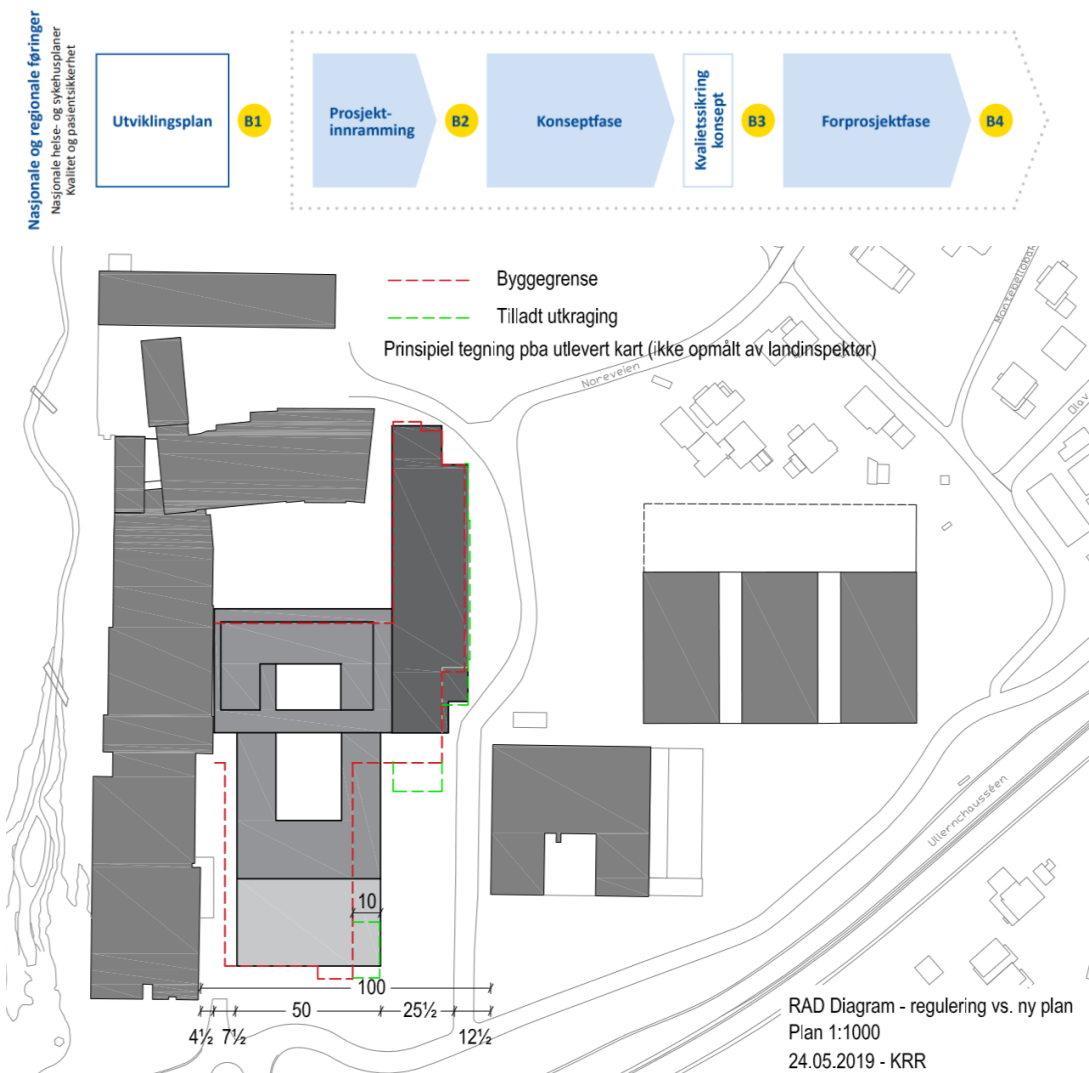 Nasjonale og regionale føringer
Nasjonale helse- og sykehusplaner
Kvalitet og pasientsikkerhet
Utviklingsplan
B1
Prosjekt-
innramming
B2
Konseptfase
Kvalietssikring
konsept
B3
Forprosjektfase
B4
Byggegrense
Tilladt utkraging
Prinsipiel tegning pba utlevert kart (ikke opmålt av landinspektør)
Noreveien
Montebellobak
Olav
Ullernchausséen
10
100
50
25½
4½
7½
12½
RAD Diagram - regulering vs. ny plan
Plan 1:1000
24.05.2019 - KRR